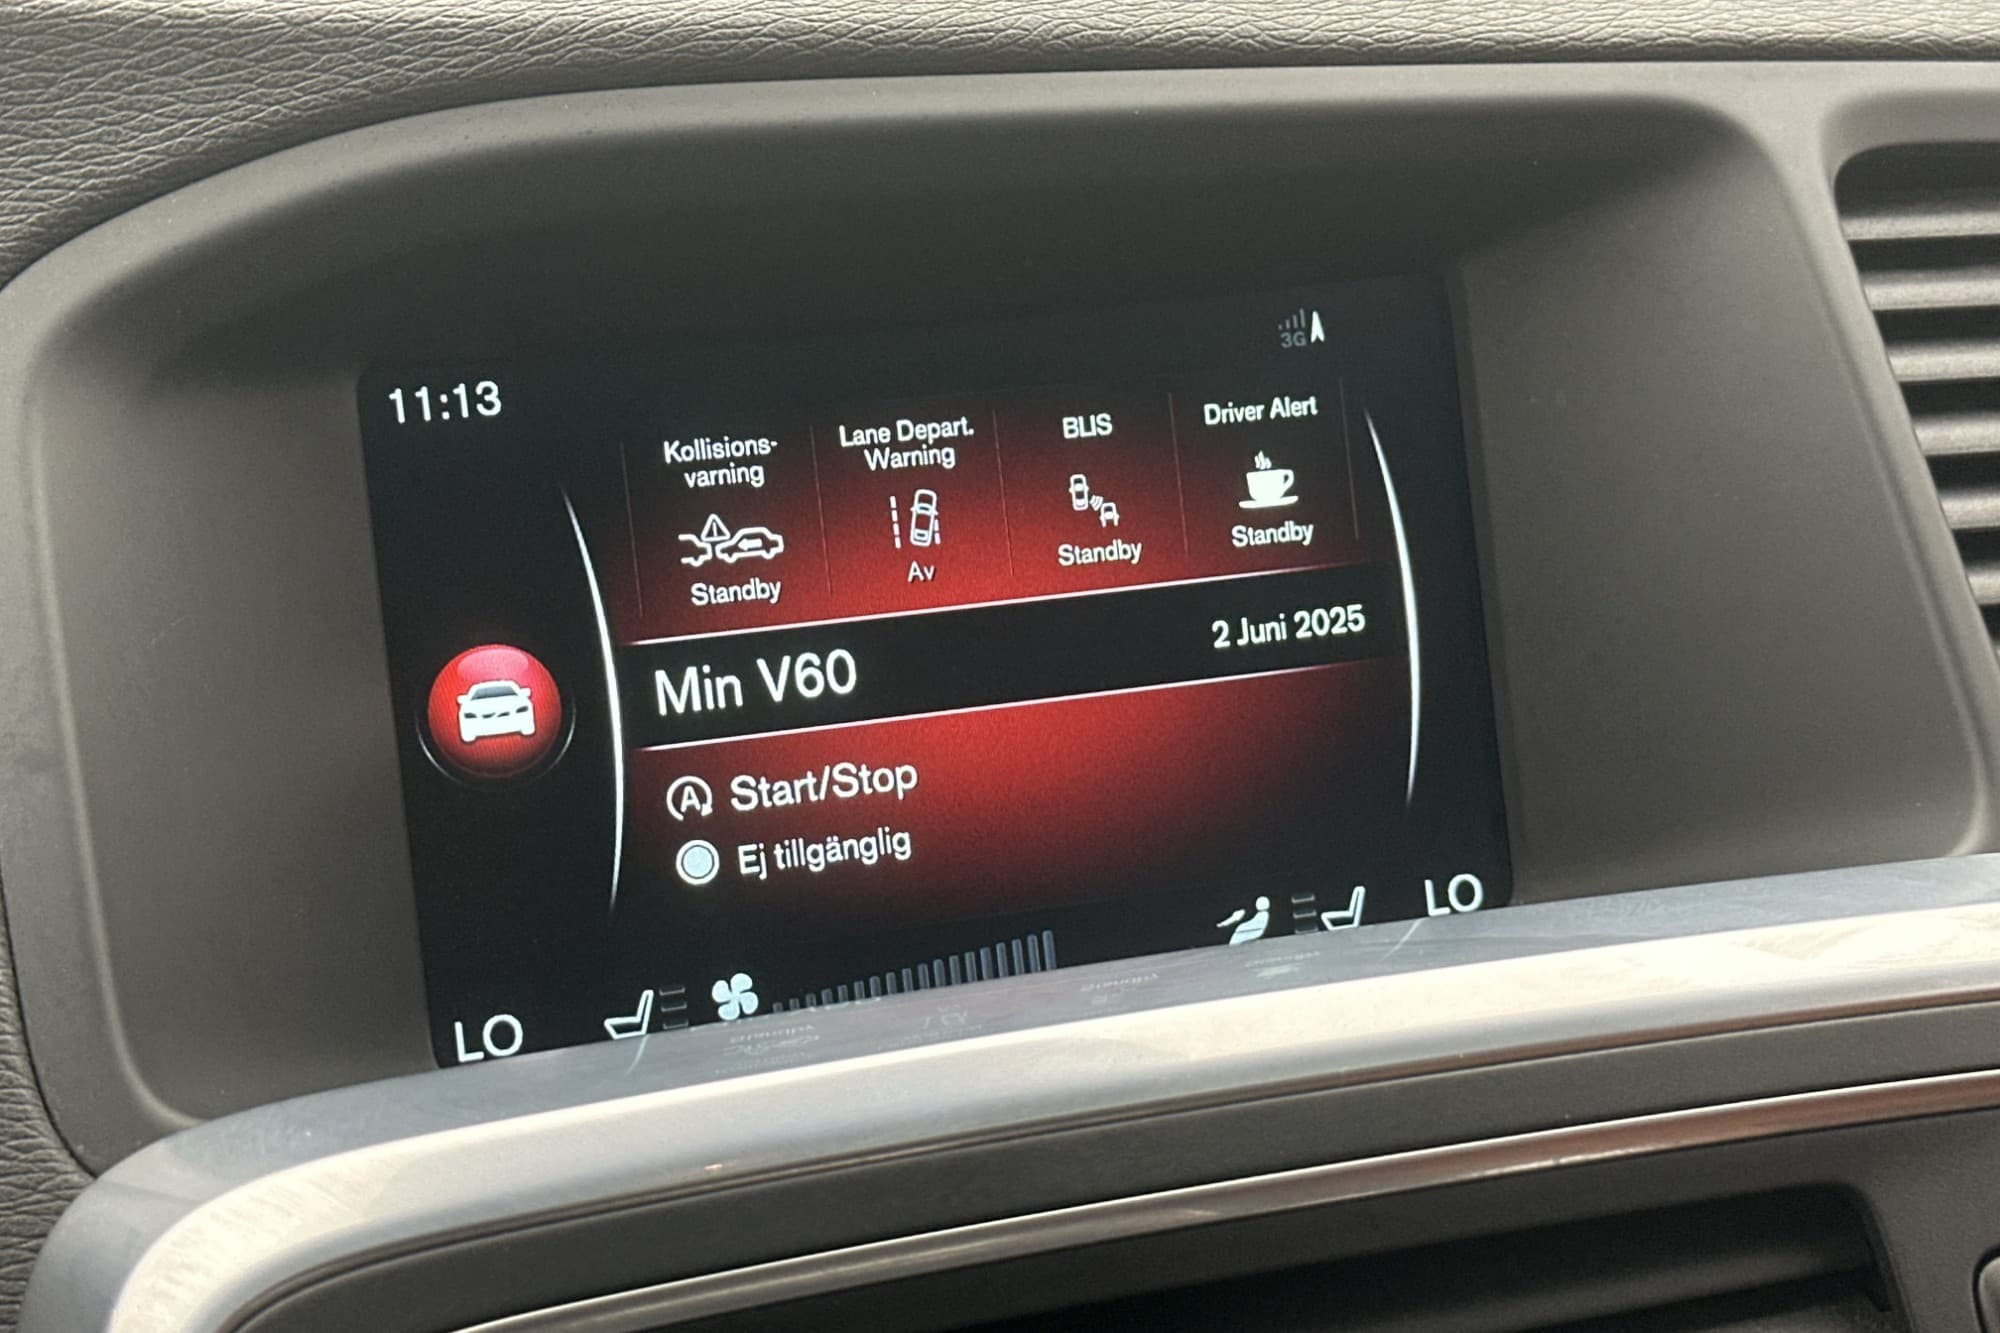 3G
11:13
Kollisions-
varning
Standby
Lane Depart.
Warning
Av
BLIS
Standby
Driver Alert
Standby
Min V60
2 Juni 2025
A Start/Stop
Ej tillgänglig
LO
LO